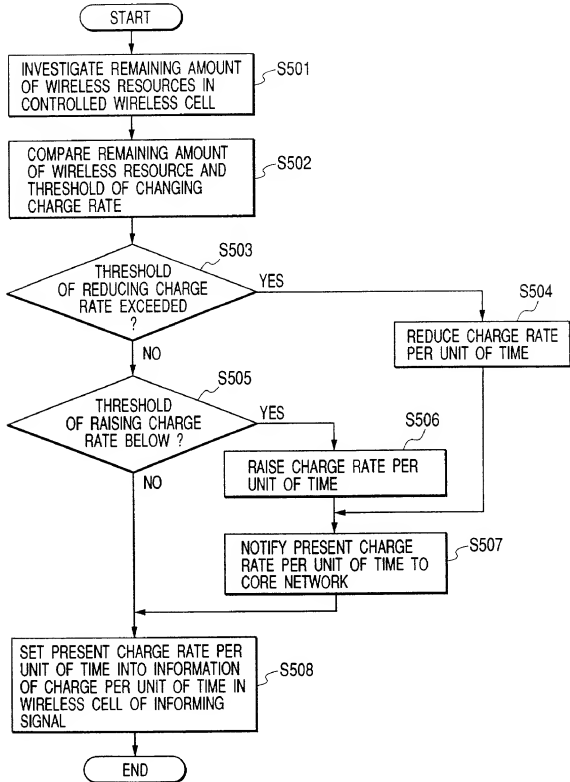 START
INVESTIGATE REMAINING AMOUNT
OF WIRELESS RESOURCES IN
CONTROLLED WIRELESS CELL
S501
COMPARE REMAINING AMOUNT
OF WIRELESS RESOURCE AND
THRESHOLD OF CHANGING
CHARGE RATE
S502
THRESHOLD
OF REDUCING CHARGE
RATE EXCEEDED
?
S503
YES
NO
REDUCE CHARGE RATE
PER UNIT OF TIME
S504
THRESHOLD
OF RAISING CHARGE
RATE BELOW ?
S505
YES
NO
RAISE CHARGE RATE PER
UNIT OF TIME
S506
NOTIFY PRESENT CHARGE
RATE PER UNIT OF TIME TO
CORE NETWORK
S507
SET PRESENT CHARGE RATE PER
UNIT OF TIME INTO INFORMATION
OF CHARGE PER UNIT OF TIME IN
WIRELESS CELL OF INFORMING
SIGNAL
S508
END